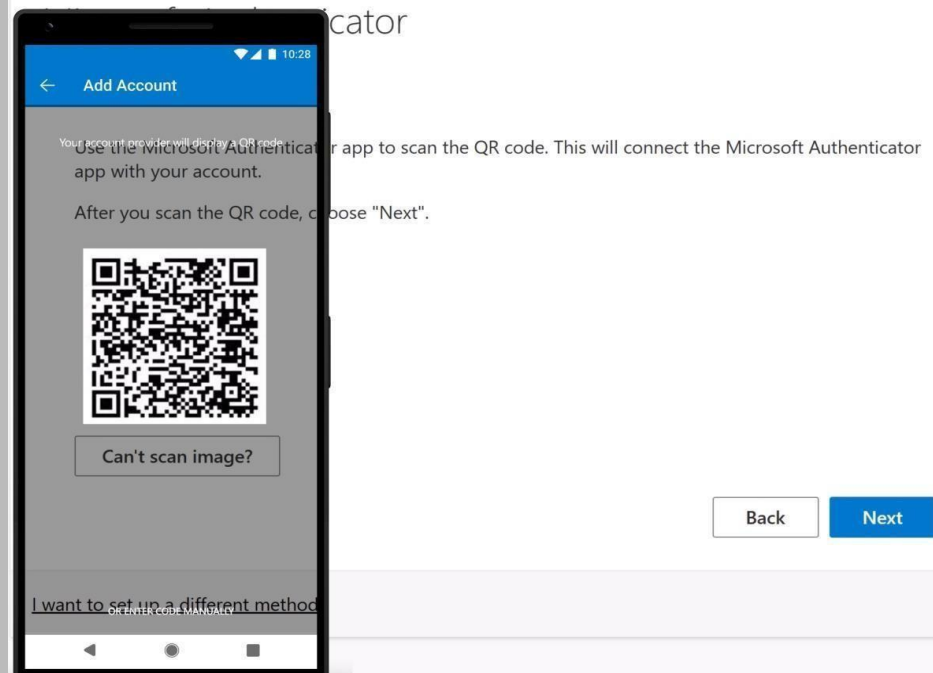 cator
10:28
Add Account
Your account provider will display a QR code
Use the Microsoft Authenticator app to scan the QR code. This will connect the Microsoft Authenticator
app with your account.
After you scan the QR code, choose "Next".
Can't scan image?
Back
Next
I want to set up a different method
OR ENTER CODE MANUALLY